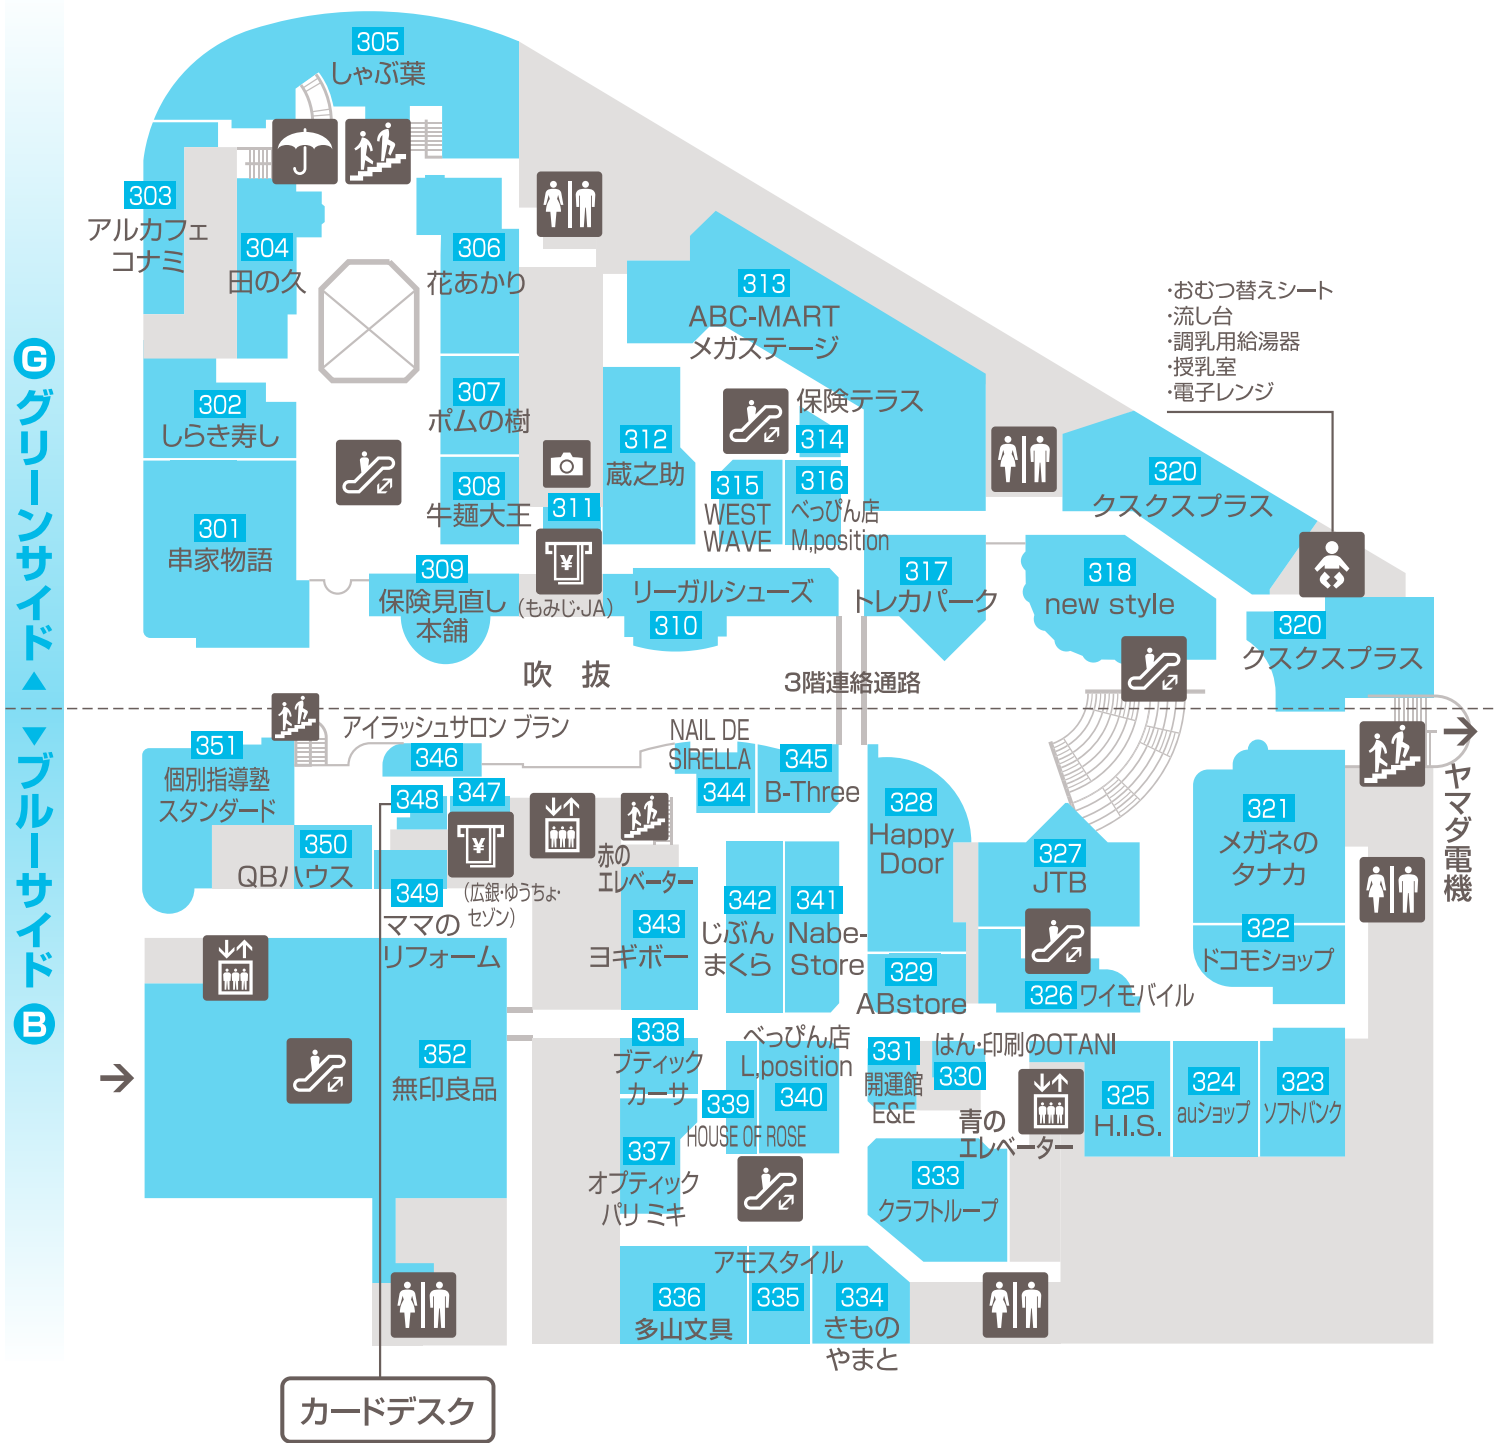 305
しゃぶ葉
303
アルカフェ
コナミ
304
田の久
306
花あかり
313
ABC-MART
メガステージ
・おむつ替えシート
・流し台
・調乳用給湯器
・授乳室
・電子レンジ
G グリーンサイド▲
302
しらき寿し
307
ポムの樹
312
蔵之助
保険テラス
314
315
WEST
WAVE
316
べっぴん店
M,position
320
クスクスプラス
301
串家物語
308
牛麺大王
311
¥
(もみじ・JA)
309
保険見直し
本舗
リーガルシューズ
310
317
トレカパーク
318
new style
320
クスクスプラス
吹 抜
3階連絡通路
▼ブルーサイド B
351
個別指導塾
スタンダード
アイラッシュサロン ブラン
346
348
347
¥
(広銀・ゆうちょ・
セゾン)
350
QBハウス
349
ママの
リフォーム
赤の
エレベーター
NAIL DE
SIRELLA
344
345
B-Three
328
Happy
Door
327
JTB
321
メガネの
タナカ
ヤマダ電機
343
ヨギボー
342
じぶん
まくら
341
Nabe-
Store
329
ABstore
326 ワイモバイル
322
ドコモショップ
352
無印良品
338
ブティック
カーサ
べっぴん店
L,position
339
340
HOUSE OF ROSE
331
開運館
E&E
はん・印刷のOTANI
330
青の
エレベーター
325
H.I.S.
324
auショップ
323
ソフトバンク
337
オプティック
パリ ミキ
333
クラフトループ
アモスタイル
336
多山文具
335
334
きもの
やまと
カードデスク